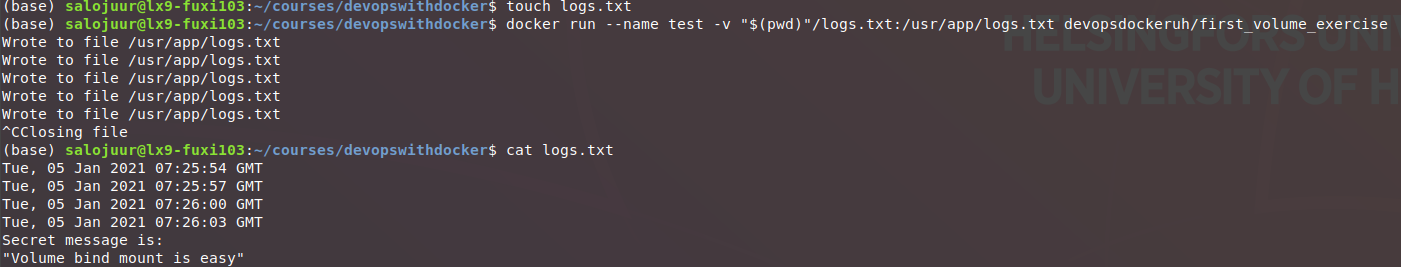 (base) salojuur@lx9-fuxi103:~/courses/devopswithdocker$ touch logs.txt
(base) salojuur@lx9-fuxi103:~/courses/devopswithdocker$ docker run --name test -v "$(pwd)"/logs.txt:/usr/app/logs.txt devopsdockeruh/first_volume_exercise
Wrote to file /usr/app/logs.txt
Wrote to file /usr/app/logs.txt
Wrote to file /usr/app/logs.txt
Wrote to file /usr/app/logs.txt
Wrote to file /usr/app/logs.txt
^CClosing file
(base) salojuur@lx9-fuxi103:~/courses/devopswithdocker$ cat logs.txt
Tue, 05 Jan 2021 07:25:54 GMT
Tue, 05 Jan 2021 07:25:57 GMT
Tue, 05 Jan 2021 07:26:00 GMT
Tue, 05 Jan 2021 07:26:03 GMT
Secret message is:
"Volume bind mount is easy"
HELSINGFORS UNIV
UNIVERSITY OF H